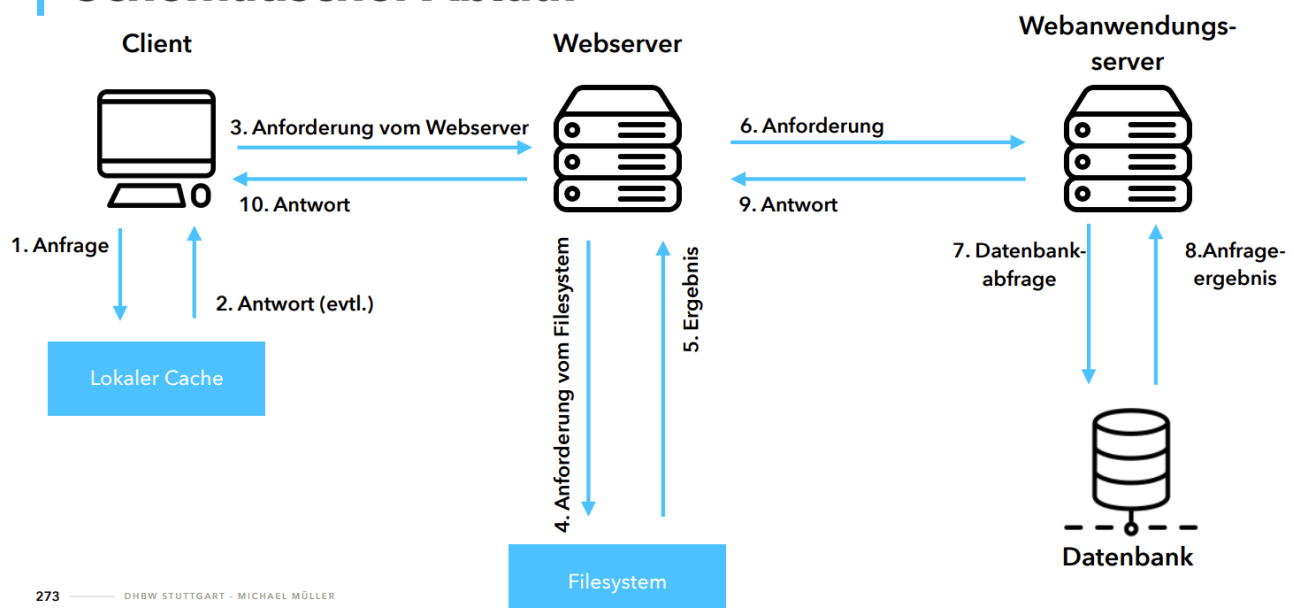 Schematischer Ablauf
Client
Webserver
Webanwendungs-
server
3. Anforderung vom Webserver
10. Antwort
6. Anforderung
9. Antwort
1. Anfrage
2. Antwort (evtl.)
Lokaler Cache
4. Anforderung vom Filesystem
5. Ergebnis
Filesystem
7. Datenbank-
abfrage
8.Anfrage-
ergebnis
Datenbank
273 DHBW STUTTGART - MICHAEL MÜLLER